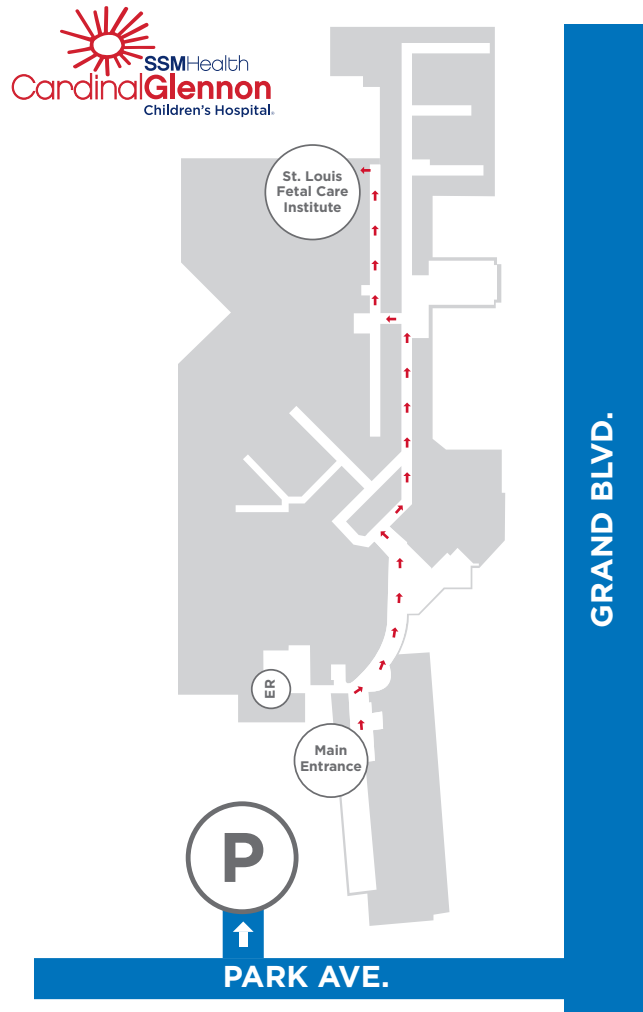 SSMHealth
CardinalGlennon
Children's Hospital®
St. Louis
Fetal Care
Institute
GRAND BLVD.
ER
Main
Entrance
P
PARK AVE.